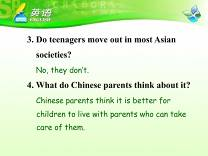 英语
3. Do teenagers move out in most Asian
societies?
No, they don't.
4. What do Chinese parents think about it?
Chinese parents think it is better for
children to live with parents who can take
care of them.